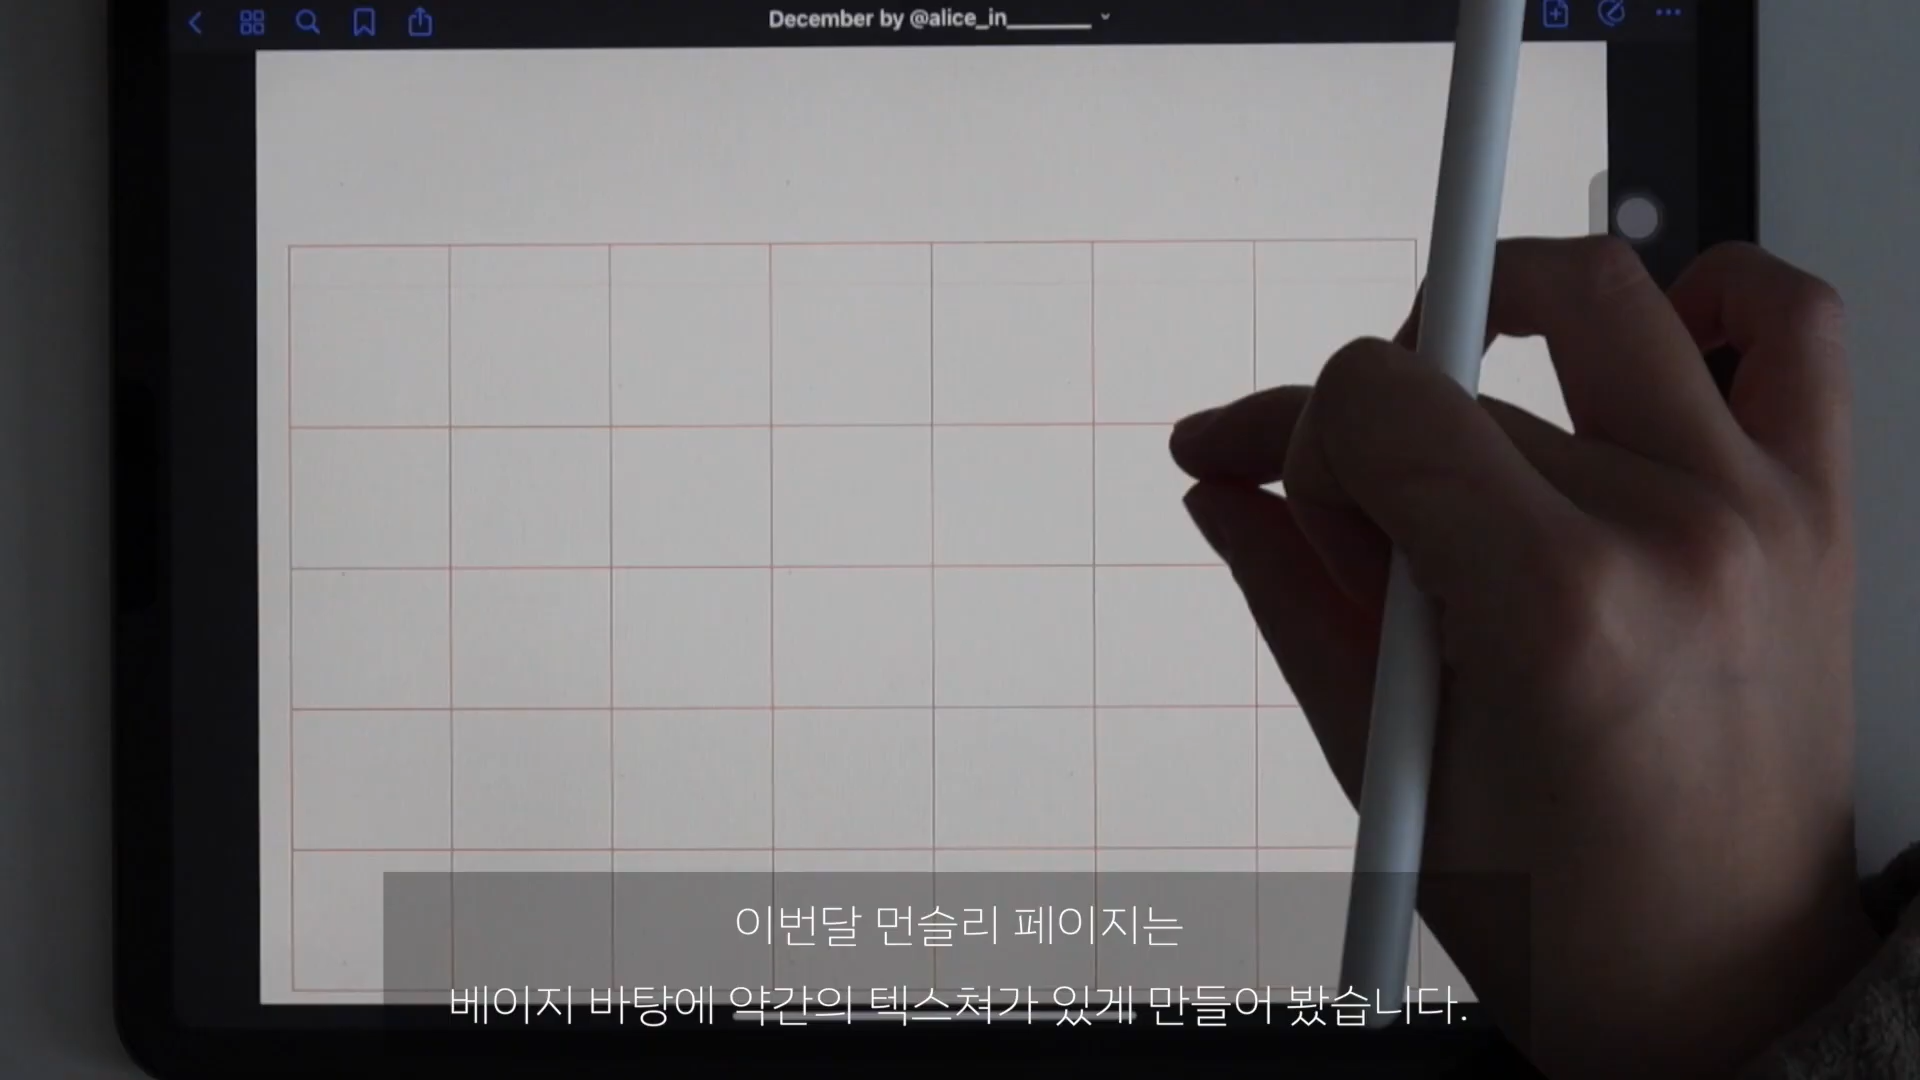 December by @alice_in_______
이번달 먼슬리 페이지는
베이지 바탕에 약간의 텍스쳐가 있게 만들어 봤습니다.